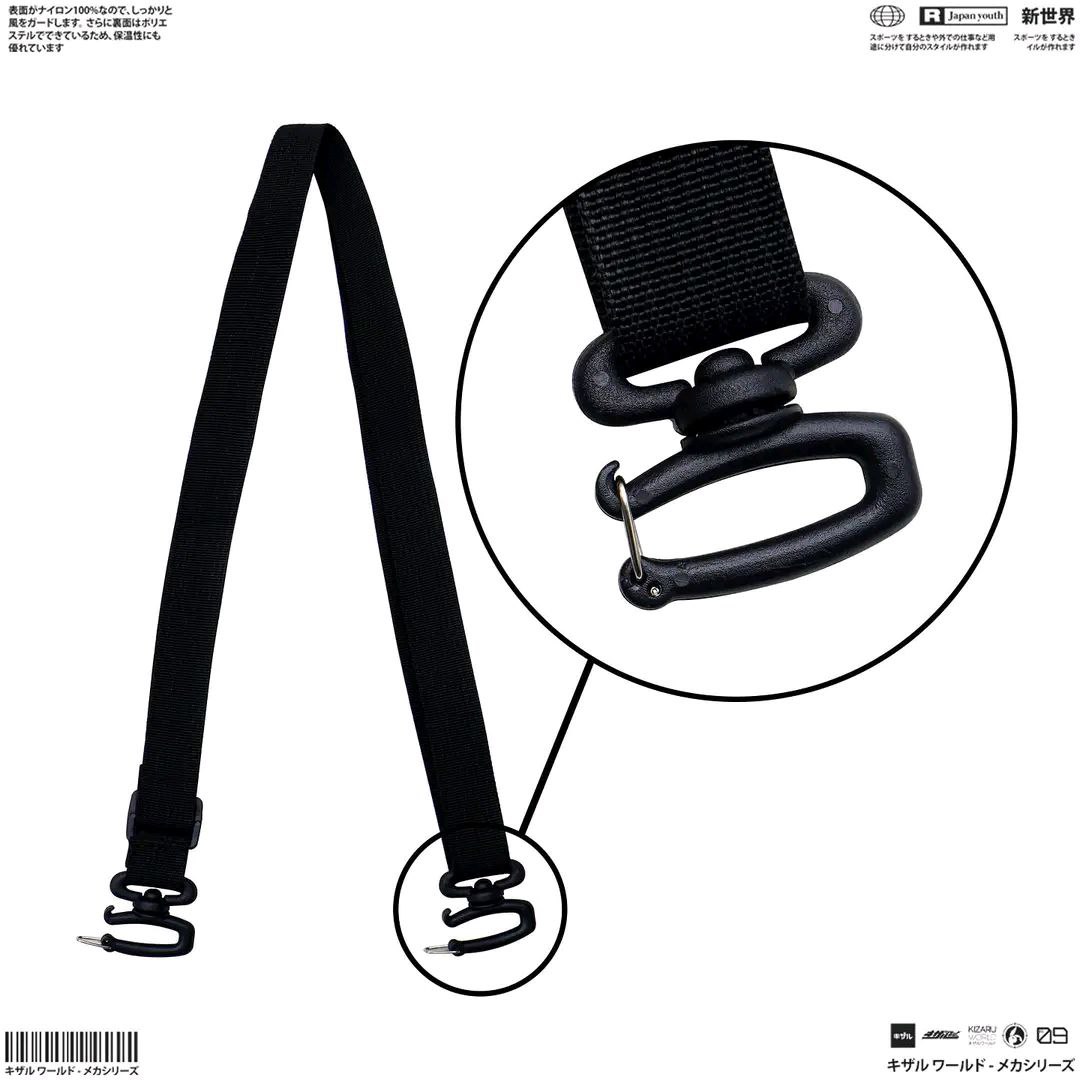 表面がナイロン100%なので、しっかりと
風をガードします。さらに裏面はポリエ
ステルでできているため、保温性にも
優れています
R Japan youth
新世界
スポーツを するときや外での仕事など用
途に分けて自分のスタイルが作れます
スポーツを するとき
イルが作れます
キザル ワールド - メカシリーズ
キザル
KIZARU
WORLD
キザルワールド
09
キザル ワールド - メカシリーズ